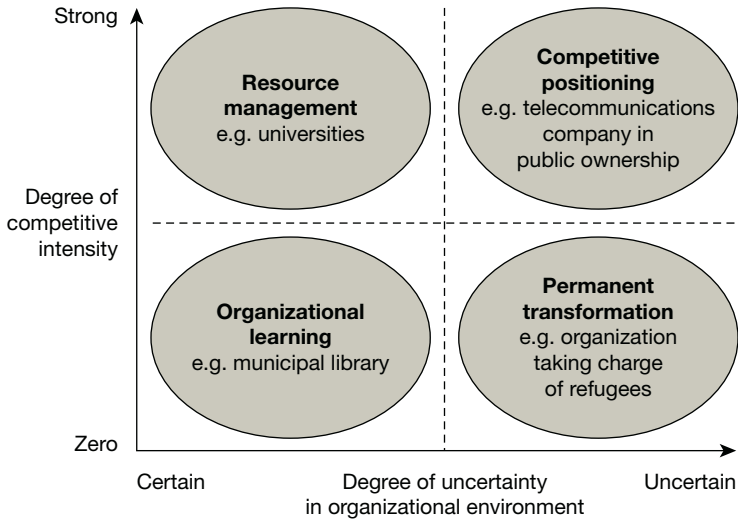 Strong
Resource
management
e.g. universities
Competitive
positioning
e.g. telecommunications
company in
public ownership
Degree of
competitive
intensity
Organizational
learning
e.g. municipal library
Permanent
transformation
e.g. organization
taking charge
of refugees
Zero
Certain
Degree of uncertainty
in organizational environment
Uncertain